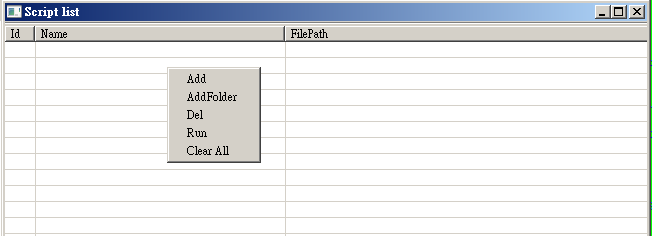 Script list
Id Name FilePath
Add
AddFolder
Del
Run
Clear All